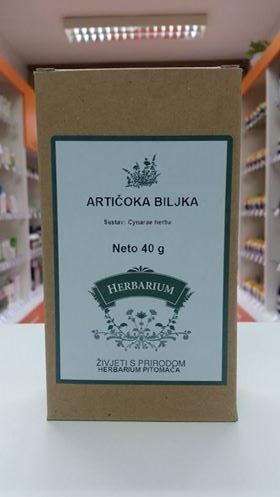 ARTIČOKA BILJKA
Sastav: Cynarae herba
Neto 40 g
HERBARIUM
ŽIVJETI S PRIRODOM
HERBARIUM PITOMAČA